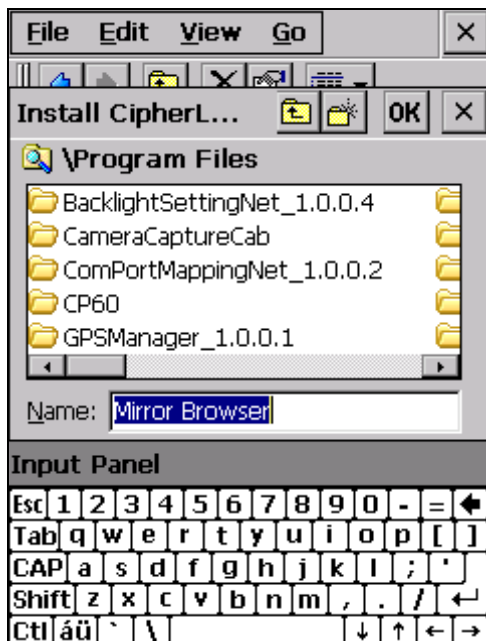 File Edit View Go
Install CipherL... OK
\Program Files
BacklightSettingNet_1.0.0.4
CameraCaptureCab
ComPortMappingNet_1.0.0.2
CP60
GPSManager_1.0.0.1
Name: Mirror Browser
Input Panel
Esc 1 2 3 4 5 6 7 8 9 0 - =
Tab q w e r t y u i o p [ ]
CAP a s d f g h j k l ; '
Shift z x c v b n m , . /
Ctl áü ` \